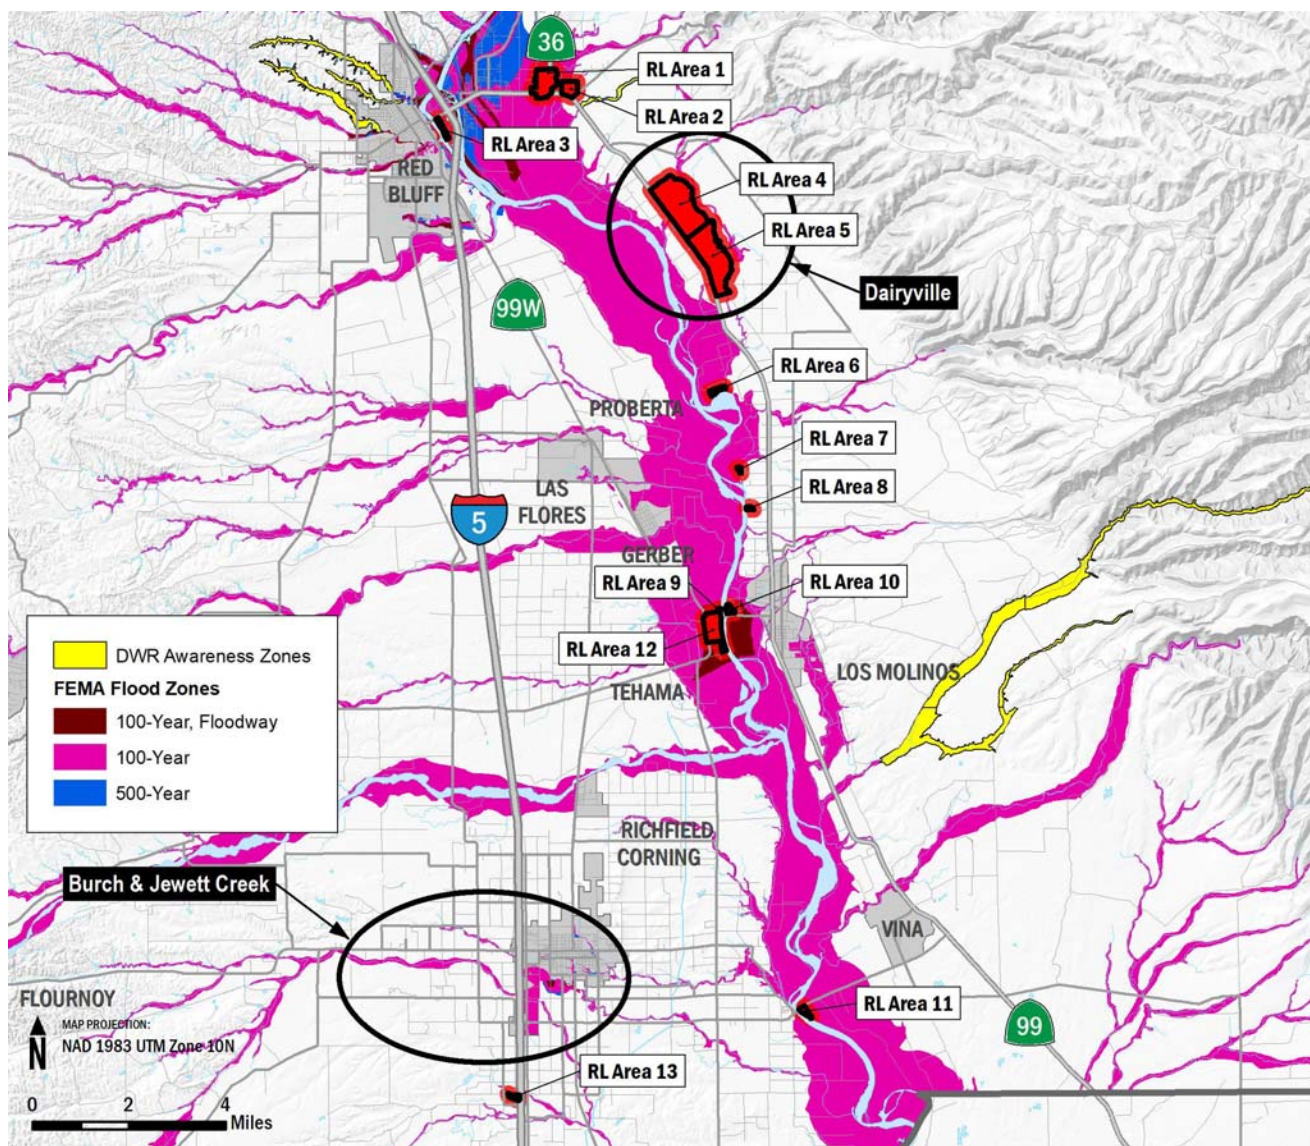 36
RL Area 1
RL Area 2
RL Area 3
RED
BLUFF
RL Area 4
RL Area 5
Dairyville
99W
RL Area 6
PROBERTA
RL Area 7
LAS
FLORES
RL Area 8
5
GERBER
RL Area 9
RL Area 10
RL Area 12
LOS MOLINOS
TEHAMA
DWR Awareness Zones
FEMA Flood Zones
100-Year, Floodway
100-Year
500-Year
RICHFIELD
CORNING
Burch & Jewett Creek
VINA
FLOURNOY
RL Area 11
99
MAP PROJECTION:
NAD 1983 UTM Zone 10N
N
RL Area 13
0 2 4
Miles